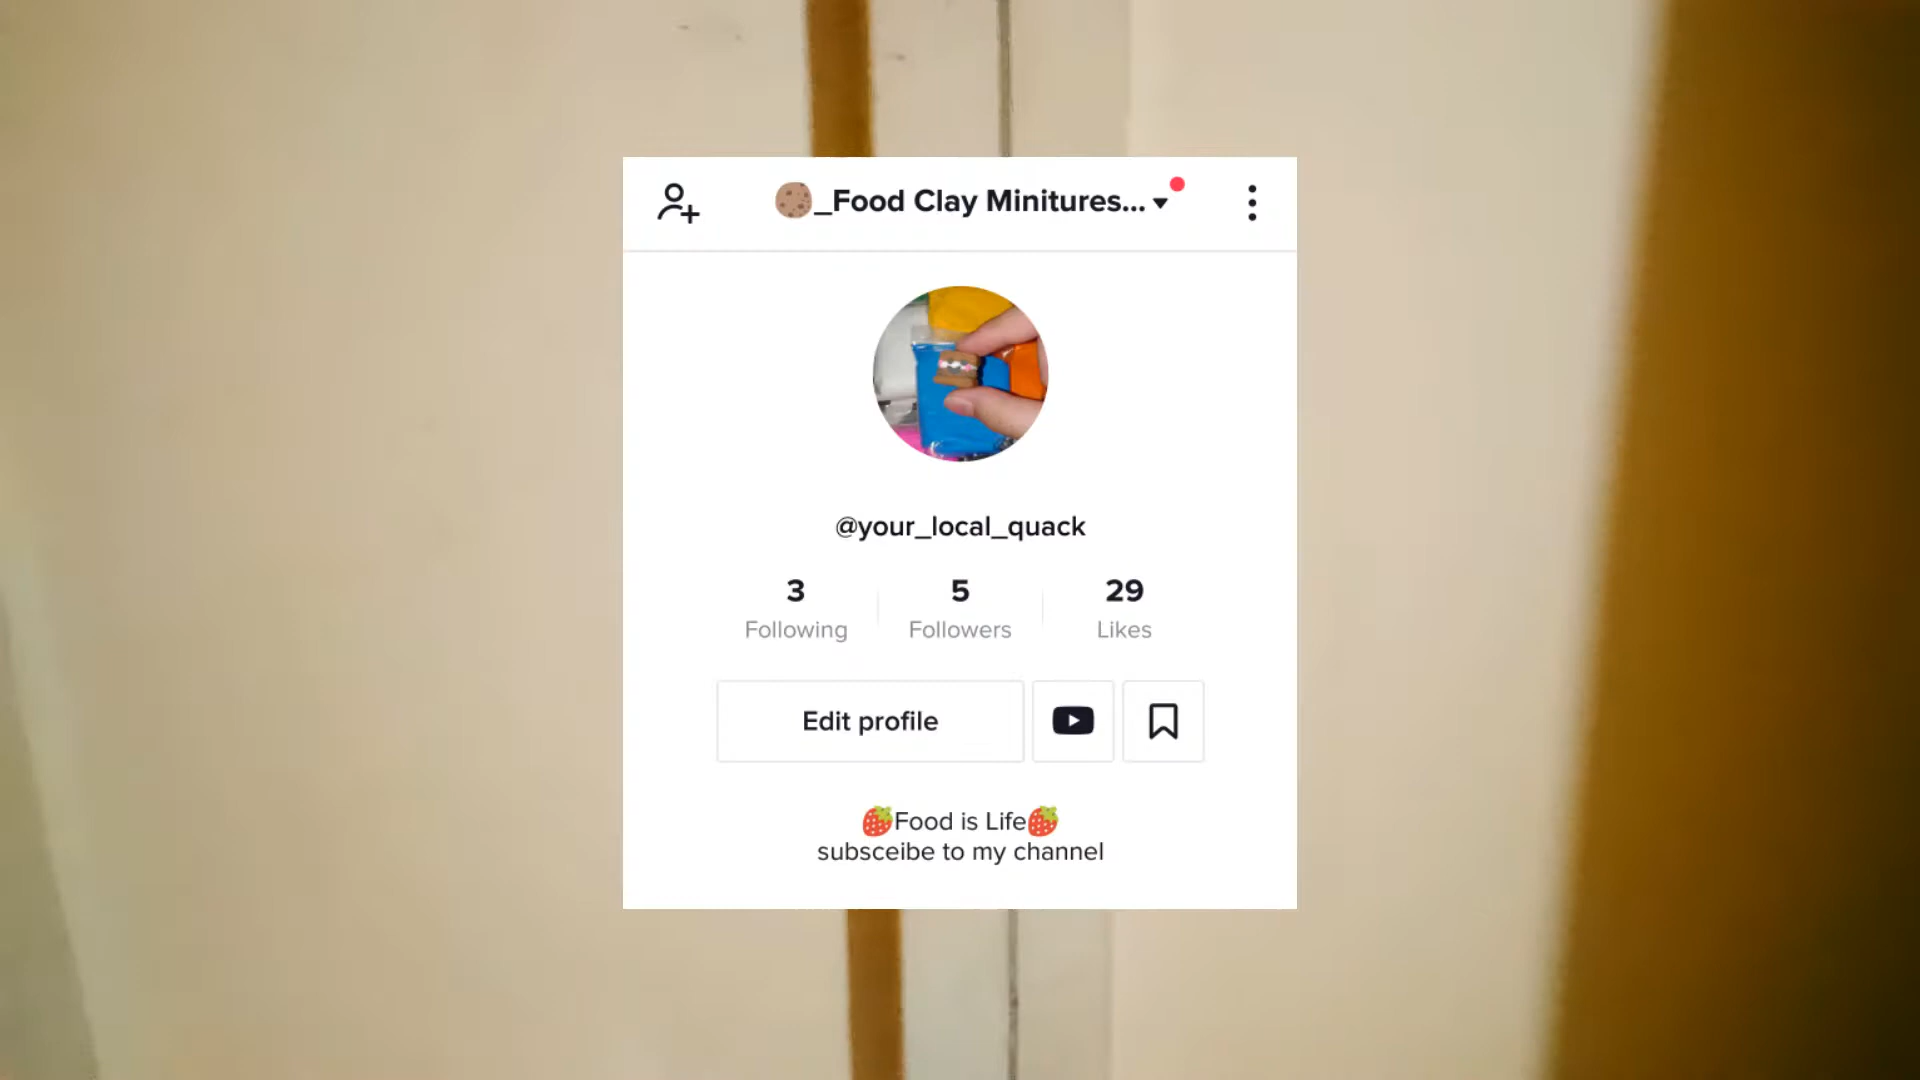 🍪_Food Clay Minitures...
@your_local_quack
3
Following
5
Followers
29
Likes
Edit profile
🍓Food is Life🍓
subsceibe to my channel